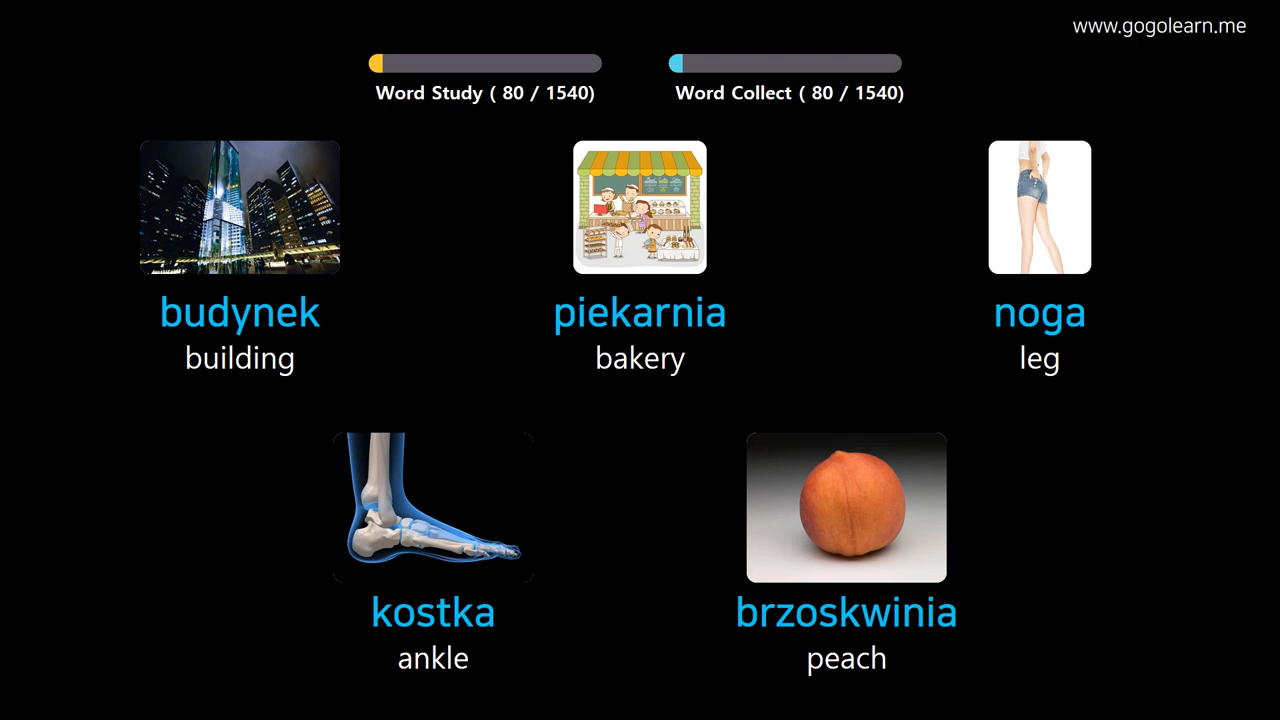 www.gogolearn.me
Word Study ( 80 / 1540)
Word Collect ( 80 / 1540)
budynek
building
piekarnia
bakery
noga
leg
kostka
ankle
brzoskwinia
peach